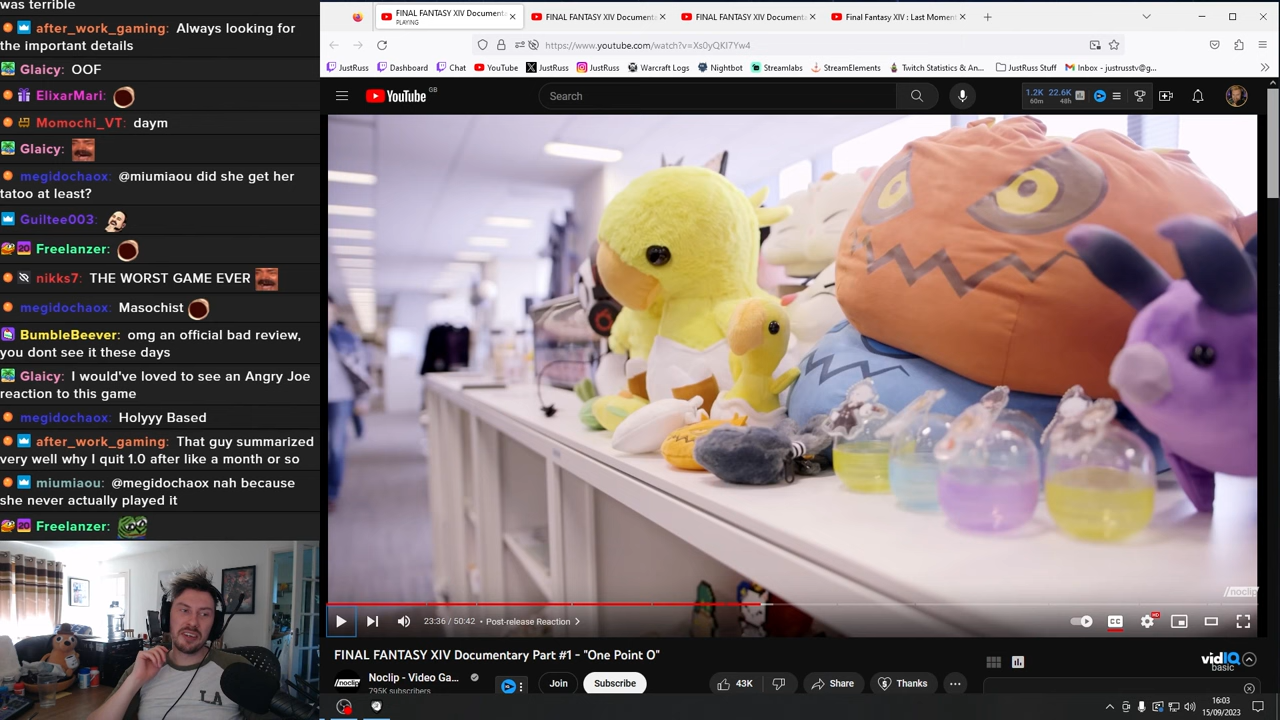 was terrible
after_work_gaming: Always looking for
the important details
Glaicy: OOF
ElixarMari:
Momochi_VT: daym
Glaicy:
megidochaox: @miumiaou did she get her
tatoo at least?
Guiltee003:
Freelanzer:
nikks7: THE WORST GAME EVER
megidochaox: Masochist
BumbleBeever: omg an official bad review,
you dont see it these days
Glaicy: I would've loved to see an Angry Joe
reaction to this game
megidochaox: Holyyy Based
after_work_gaming: That guy summarized
very well why I quit 1.0 after like a month or so
miumiaou: @megidochaox nah because
she never actually played it
Freelanzer:
FINAL FANTASY XIV Documenta
PLAYING
FINAL FANTASY XIV Documenta
FINAL FANTASY XIV Documenta
Final Fantasy XIV : Last Moment
https://www.youtube.com/watch?v=Xs0yQKI7Yw4
JustRuss Dashboard Chat YouTube JustRuss JustRuss Warcraft Logs Nightbot Streamlabs StreamElements Twitch Statistics & An... JustRuss Stuff Inbox - justrusstv@g...
YouTube GB
Search
1.2K 22.6K
60m 48h
/noclip
23:36 / 50:42 • Post-release Reaction
CC HD
FINAL FANTASY XIV Documentary Part #1 - "One Point O"
/noclip
Noclip - Video Ga...
795K subscribers
Join
Subscribe
43K
Share
Thanks
vidIQ
basic
16:03
15/09/2023